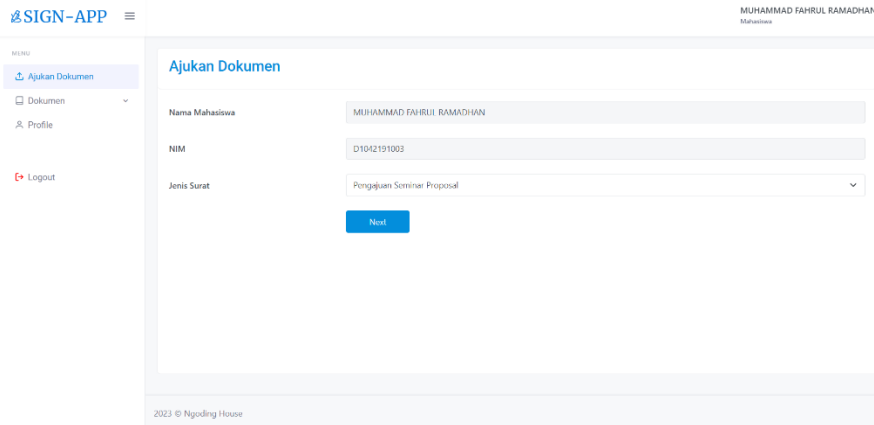 SIGN-APP
MUHAMMAD FAHRUL RAMADHAN
Mahasiswa
MENU
Ajukan Dokumen
Dokumen
Profile
Logout
Ajukan Dokumen
Nama Mahasiswa
MUHAMMAD FAHRUL RAMADHAN
NIM
D1042191003
Jenis Surat
Pengajuan Seminar Proposal
Next
2023 © Ngoding House